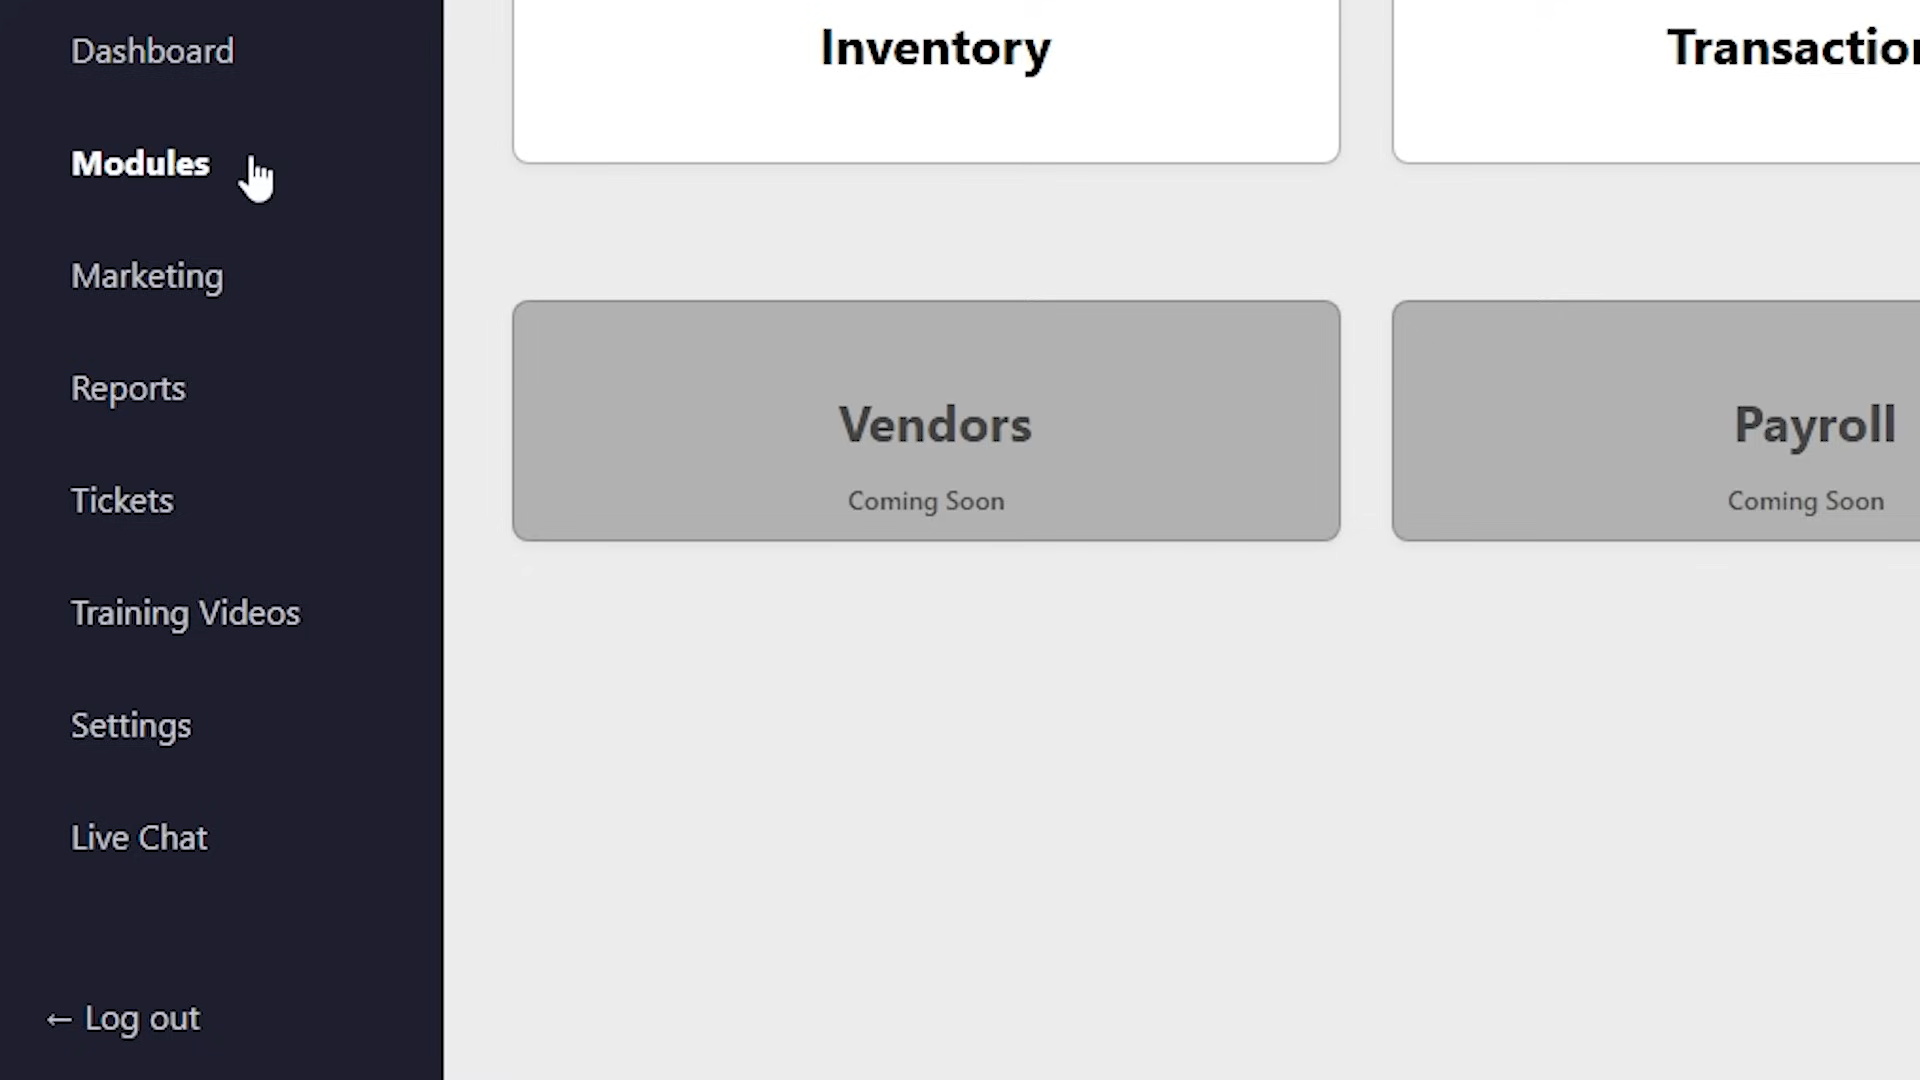 Dashboard
Modules
Marketing
Reports
Tickets
Training Videos
Settings
Live Chat
← Log out
Inventory
Transaction
Vendors
Coming Soon
Payroll
Coming Soon